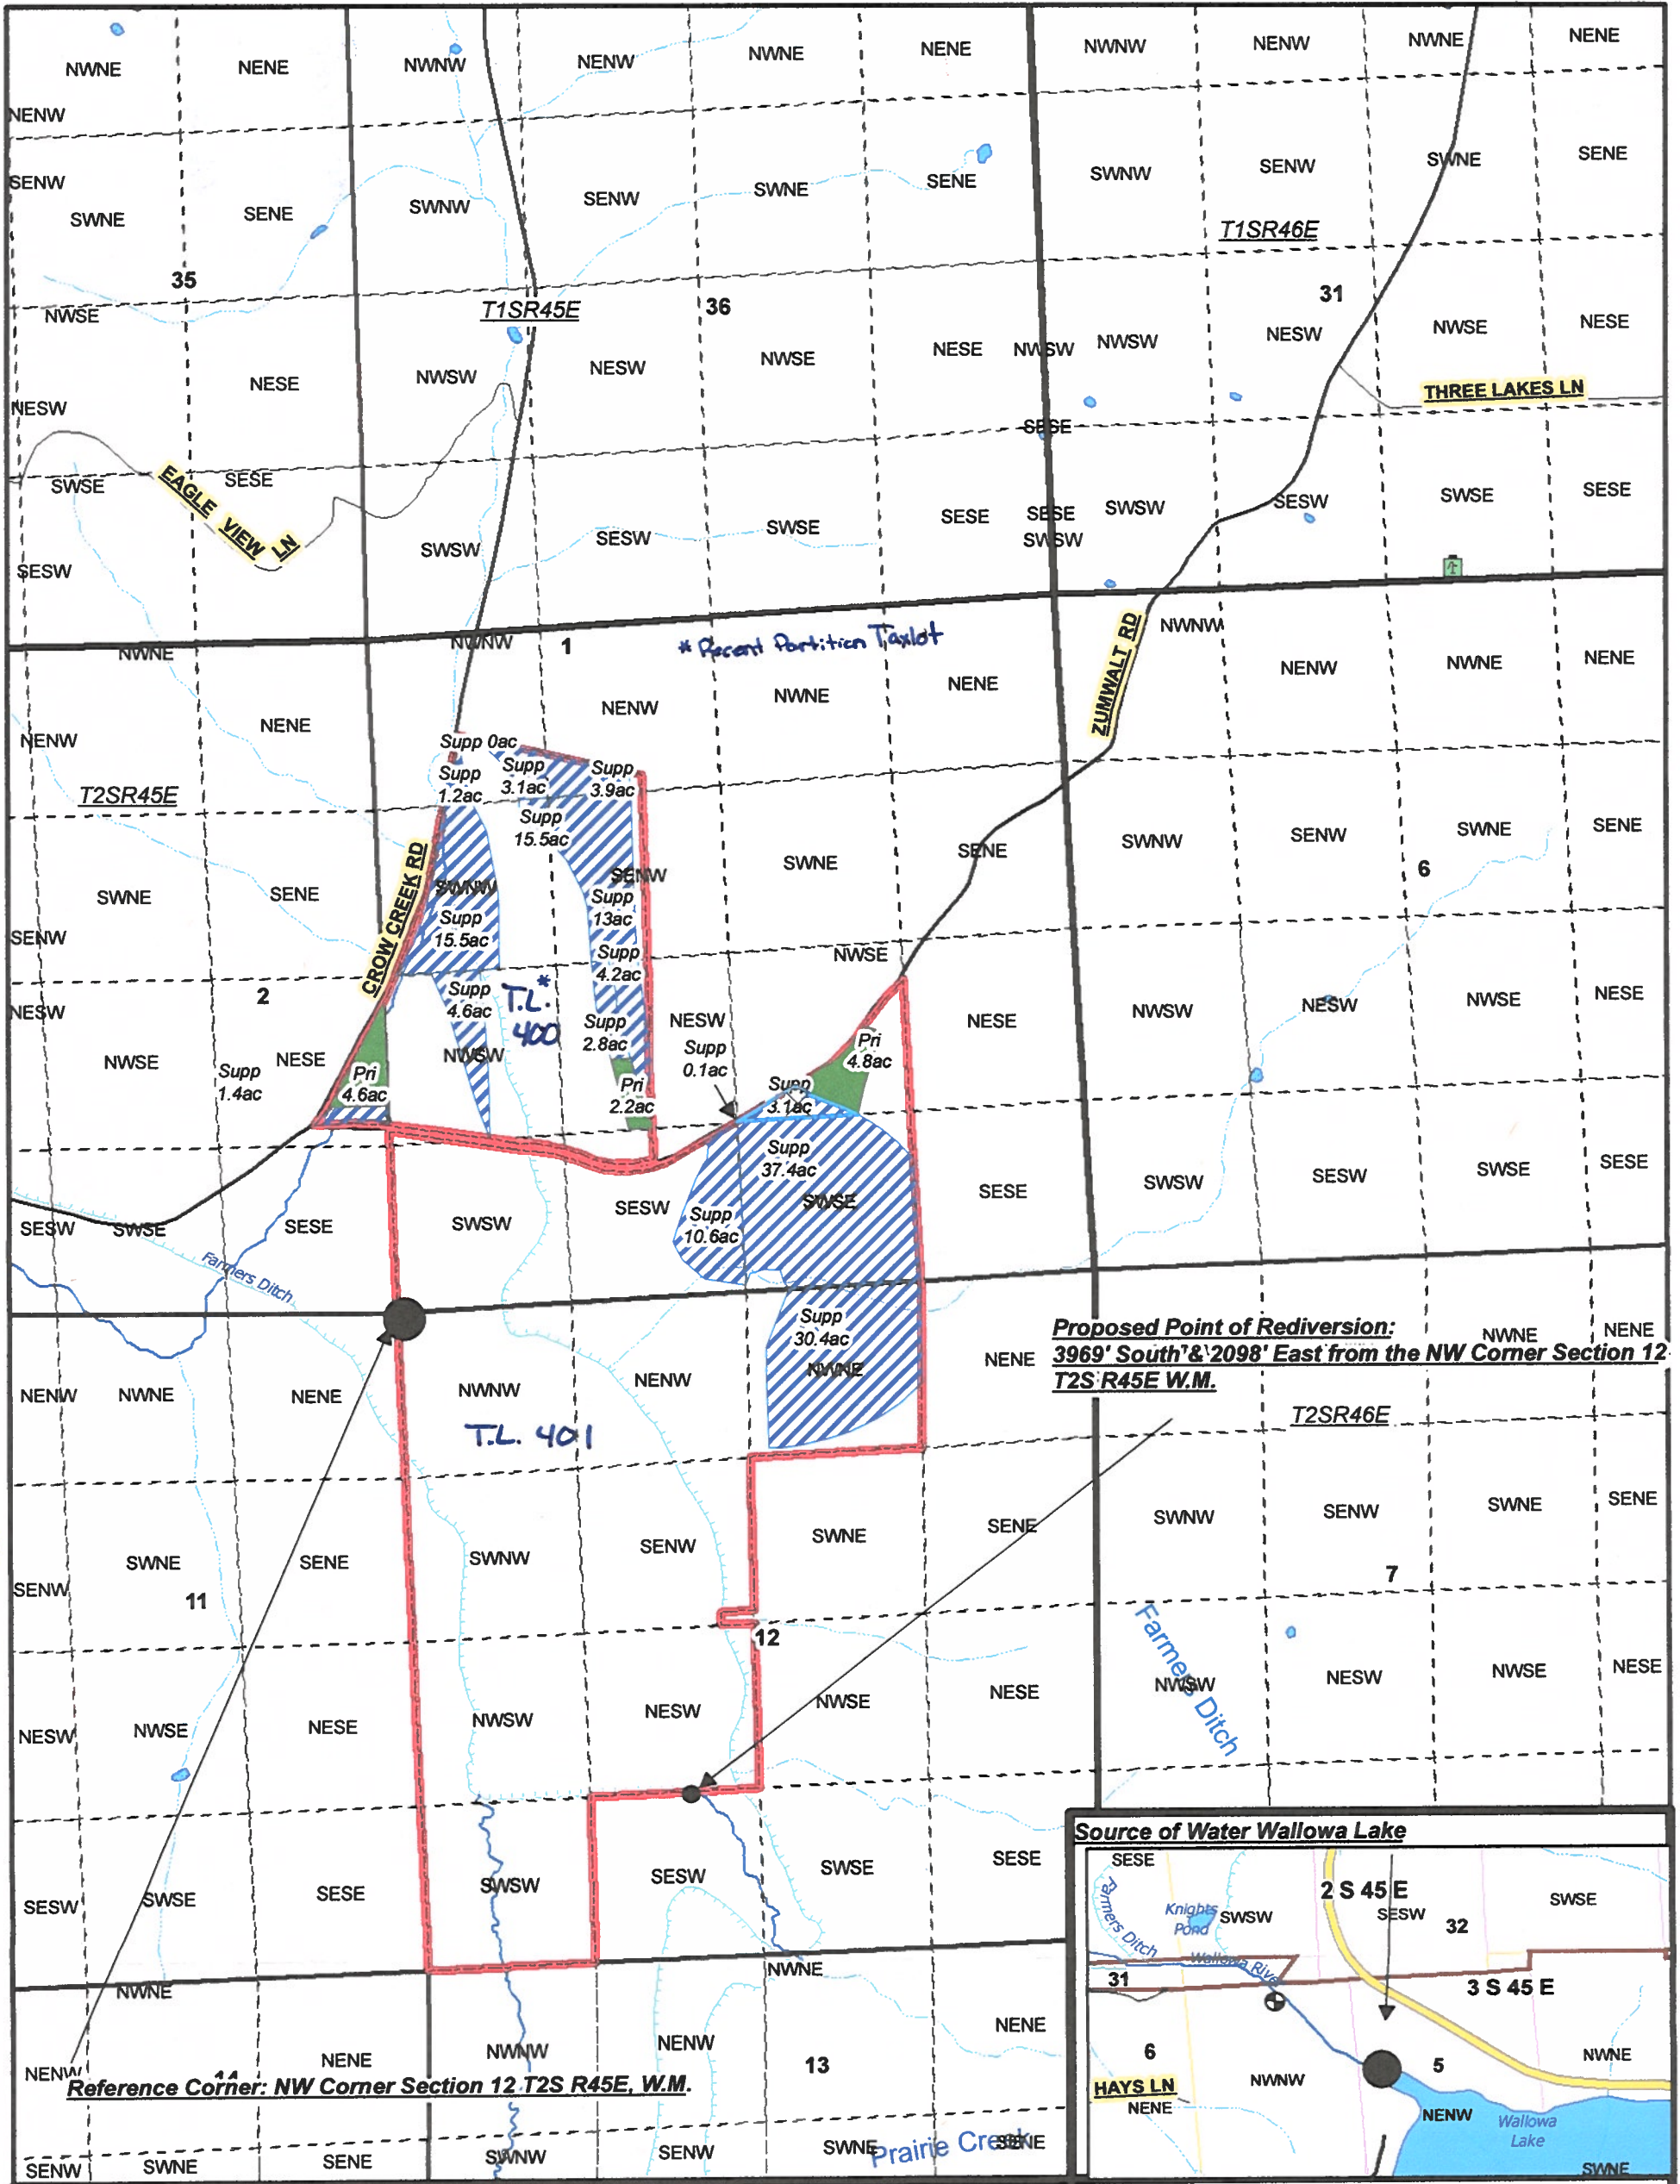 NWNE NENE NWNW NENW NWNE NENE NWNW NENW NWNE NENE
NENW
SENW SWNE SENE SWNW SENW SWNE SENE SWNW SENW SWNE SENE
T1SR46E
35 T1SR45E 36 31
NWSE NESE NWSW NESW NWSE NESE NWSW NWSW NESW NWSE NESE
NESW
THREE LAKES LN
SESE
SWSE SESE SWSW SESW SWSE SESE SESE SWSW SESW SWSE SESE
SWSW
EAGLE VIEW LN
SESW
NWNE NWNW 1 * Recent Partition Taxlot NWNW
ZUMWALT RD
NENW NENE NENW NWNE NENE NENW NWNE NENE
Supp 0ac
Supp
1.2ac
Supp
3.1ac
Supp
3.9ac
T2SR45E
Supp
15.5ac
SWNE SENE SWNW SENW SWNE SENE SWNW SENW SWNE SENE
6
CROW CREEK RD
Supp
15.5ac
Supp
13ac
SENW
Supp
4.2ac
NWSE
2
Supp
4.6ac
T.L.*
400
NESW NWSE NESE NWSW NESW NESE NWSW NESW NWSE NESE
Supp
2.8ac
Supp
0.1ac
Pri
4.8ac
Supp
1.4ac
Pri
4.6ac
Pri
2.2ac
Supp
3.1ac
Supp
37.4ac
SESW SWSE SESE SWSW SESW SWSE SESE SWSW SESW SWSE SESE
Supp
10.6ac
Farmers Ditch
Supp
30.4ac
Proposed Point of Rediversion:
3969' South & 2098' East from the NW Corner Section 12
T2S R45E W.M.
NWNE NENE
NENW NWNE NENE NWNW NENW NWNE NENE
T2SR46E
T.L. 401
SENW SWNE SENE SWNW SENW SWNE SENE SWNW SENW SWNE SENE
11 12 7
Farmers Ditch
NESW NWSE NESE NWSW NESW NWSE NESE NWSW NESW NWSE NESE
SESW SWSE SESE SWSW SESW SWSE SESE
NWNE NWNE
NENW NENE NWNW NENW 13 NENE
Reference Corner: NW Corner Section 12 T2S R45E, W.M.
SENW SWNE SENE SWNW SENW SWNE
Prairie Creek
Source of Water Wallowa Lake
SESE 2 S 45 E SWSE
Farmers Ditch
Knights
Pond
SWSW SESW 32
Wallowa River
31 3 S 45 E
6 NWNW 5 NWNE
HAYS LN
NENE NENW
Wallowa
Lake
SWNE